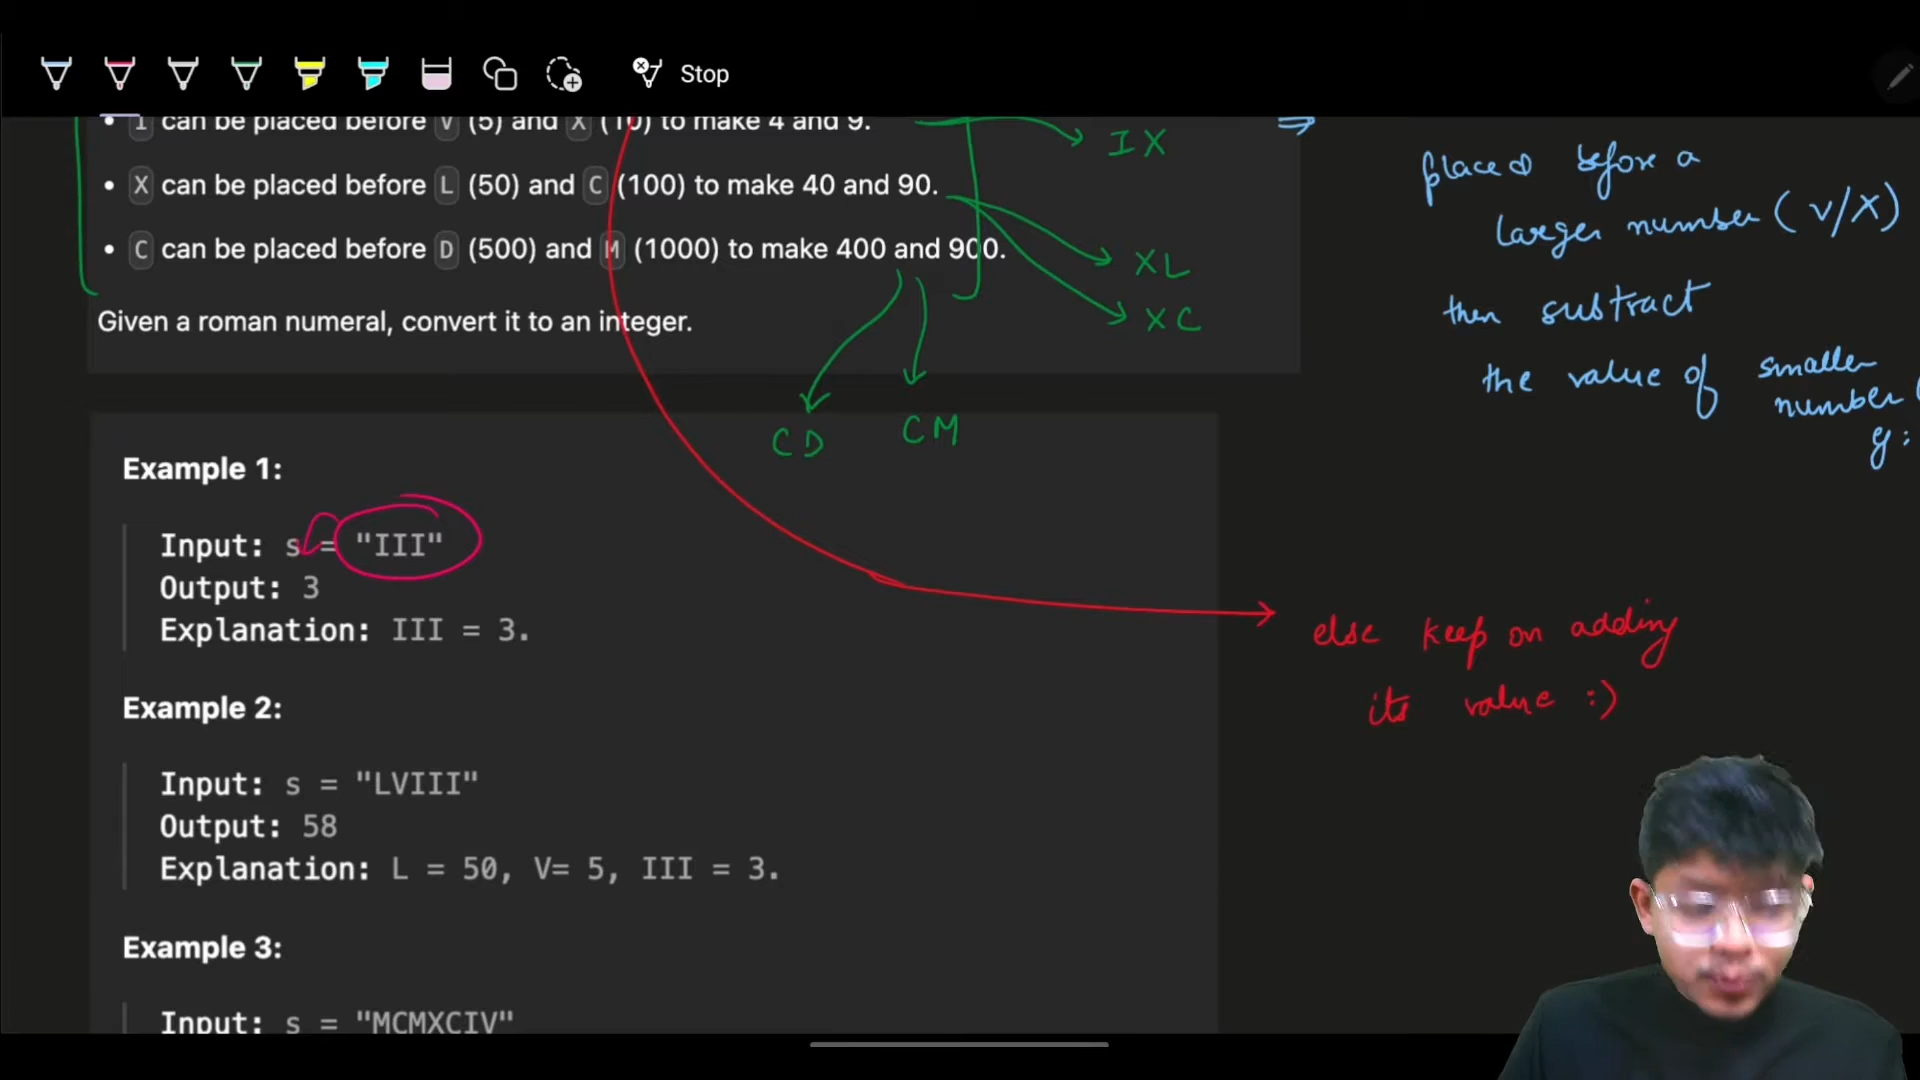 Stop
I can be placed before V (5) and X (10) to make 4 and 9.
IX
X can be placed before L (50) and C (100) to make 40 and 90.
C can be placed before D (500) and M (1000) to make 400 and 900.
XL
XC
Given a roman numeral, convert it to an integer.
CD
CM
placed before a
larger number (V/X)
then subtract
the value of smaller
number (
Example 1:
Input: s = "III"
Output: 3
Explanation: III = 3.
else keep on adding
its value :)
Example 2:
Input: s = "LVIII"
Output: 58
Explanation: L = 50, V= 5, III = 3.
Example 3:
Input: s = "MCMXCIV"